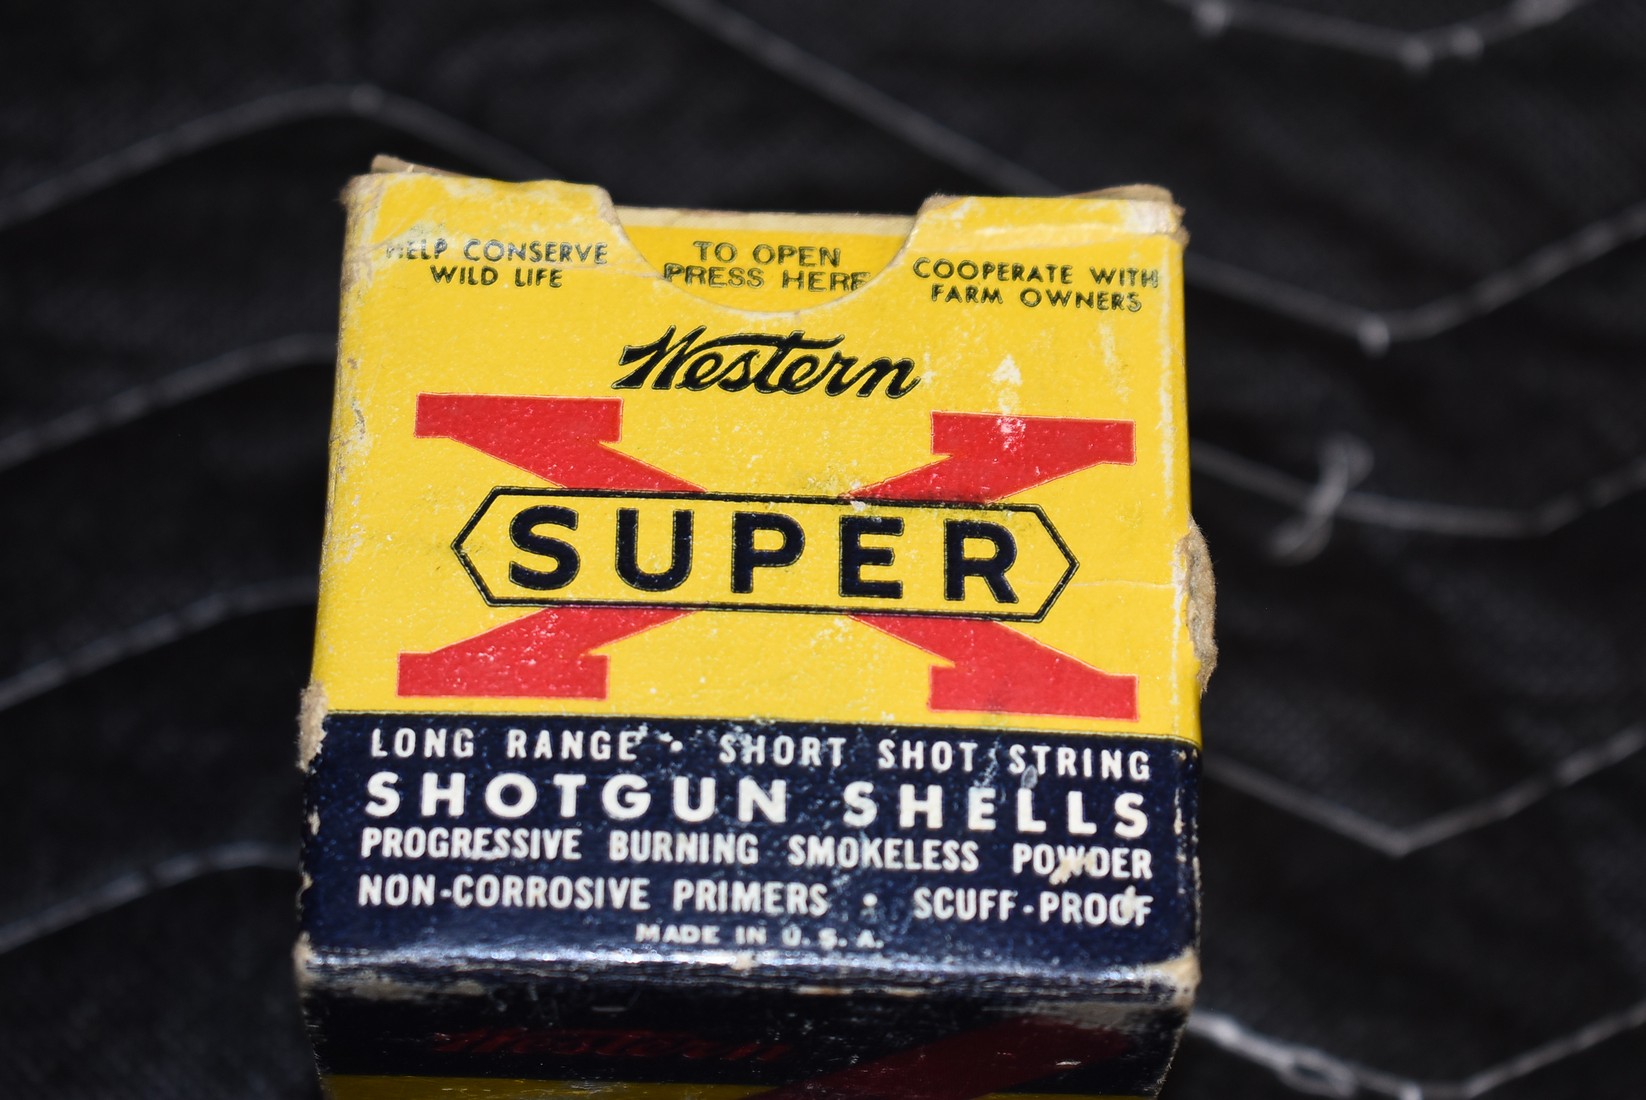 HELP CONSERVE
WILD LIFE
TO OPEN
PRESS HERE
COOPERATE WITH
FARM OWNERS
Western
SUPER
X
LONG RANGE • SHORT SHOT STRING
SHOTGUN SHELLS
PROGRESSIVE BURNING SMOKELESS POWDER
NON-CORROSIVE PRIMERS • SCUFF-PROOF
MADE IN U.S.A.
Western